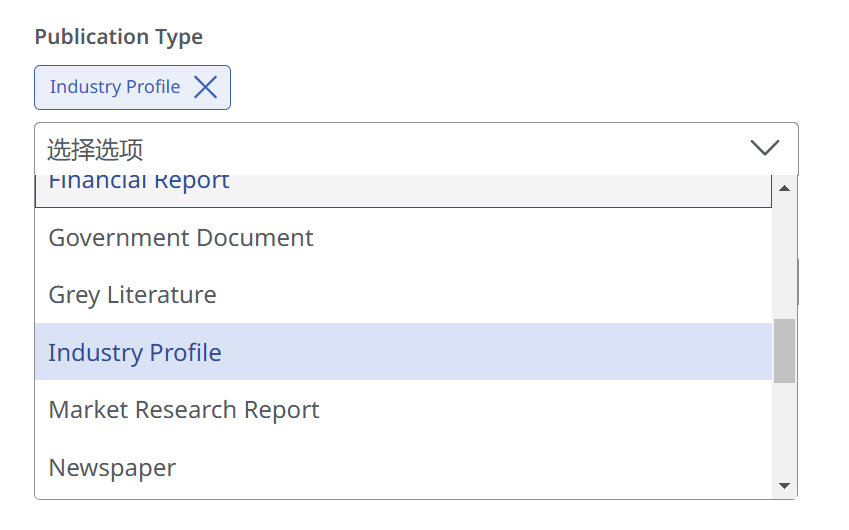 Publication Type
Industry Profile
选择选项
Financial Report
Government Document
Grey Literature
Industry Profile
Market Research Report
Newspaper